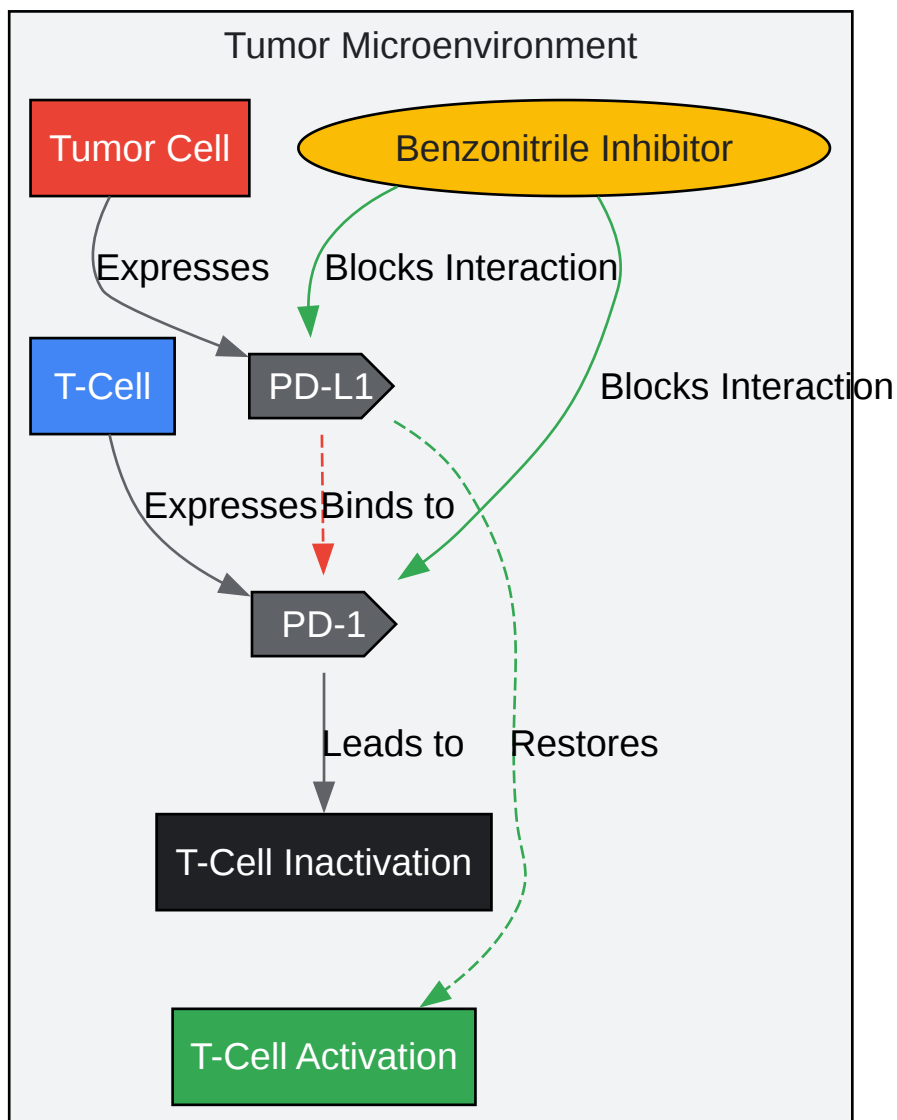 Tumor Microenvironment
Tumor Cell
Benzonitrile Inhibitor
Expresses
Blocks Interaction
T-Cell
PD-L1
Blocks Interaction
Expresses
Binds to
PD-1
Leads to
Restores
T-Cell Inactivation
T-Cell Activation